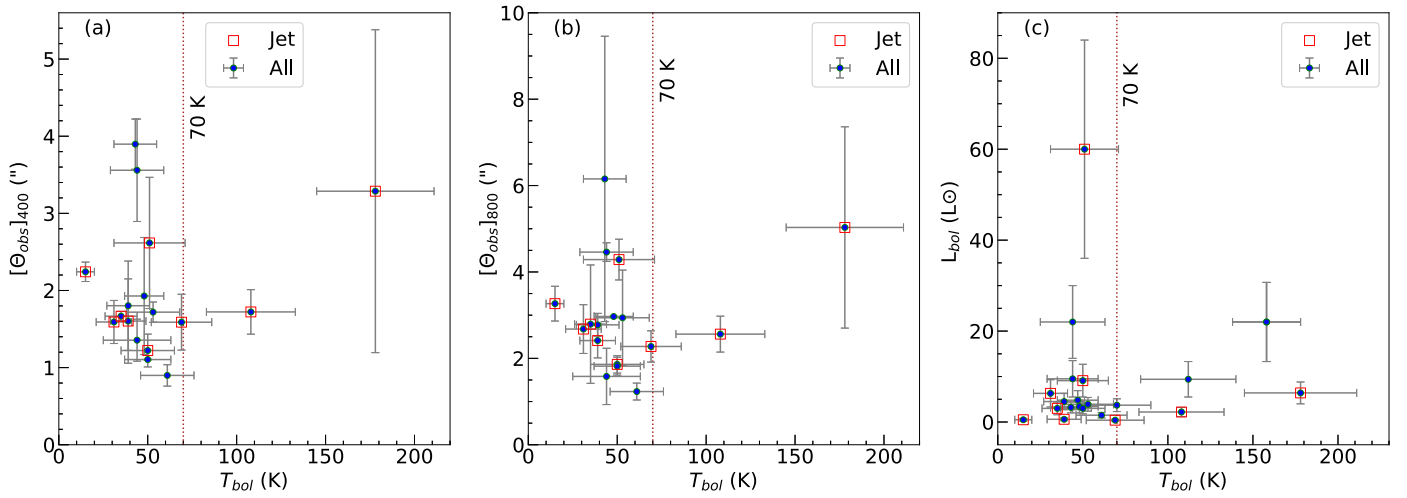 (a)
Jet
All
70 K
[Θobs]400 (")
0
1
2
3
4
5
0 50 100 150 200
Tbol (K)
(b)
Jet
All
70 K
[Θobs]800 (")
0
2
4
6
8
10
0 50 100 150 200
Tbol (K)
(c)
Jet
All
70 K
Lbol (L⊙)
0
20
40
60
80
0 50 100 150 200
Tbol (K)